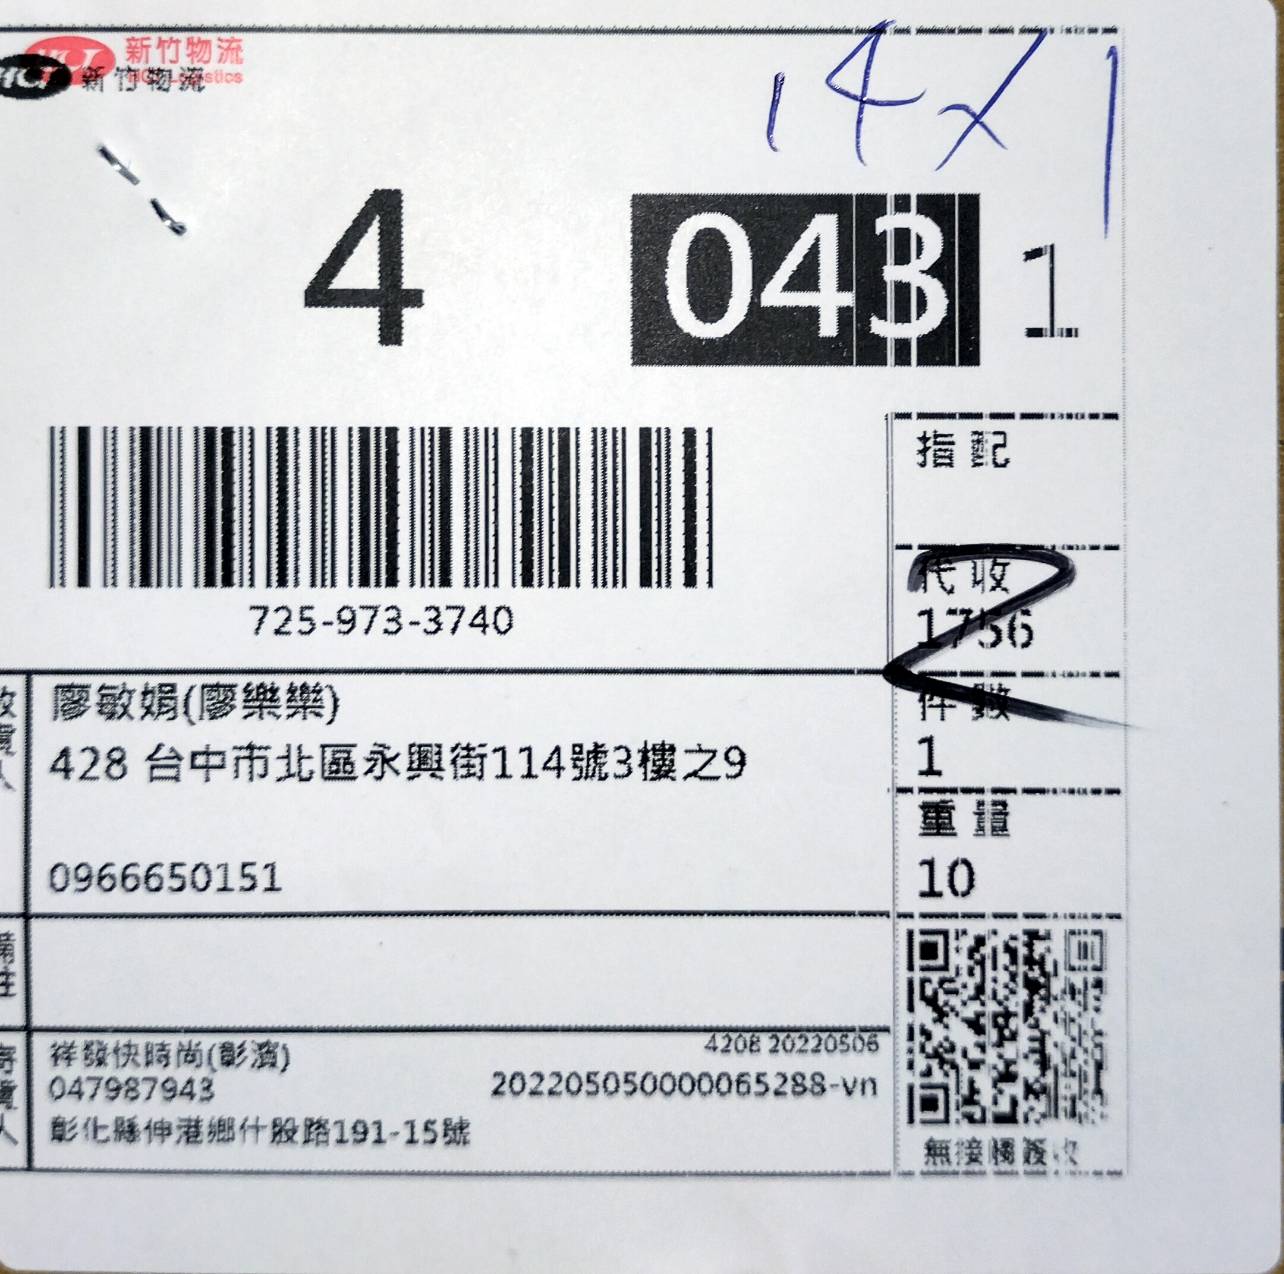 新竹物流
HCT Logistics
HCT 新竹物流
14 x 1
4 043 1
725-973-3740
指配
代收
1756
件數
1
重量
10
收貨人
廖敏娟(廖樂樂)
428 台中市北區永興街114號3樓之9
0966650151
備註
寄貨人
祥發快時尚(彰濱)
4208 20220506
047987943
202205050000065288-vn
彰化縣伸港鄉什股路191-15號
無接觸簽收